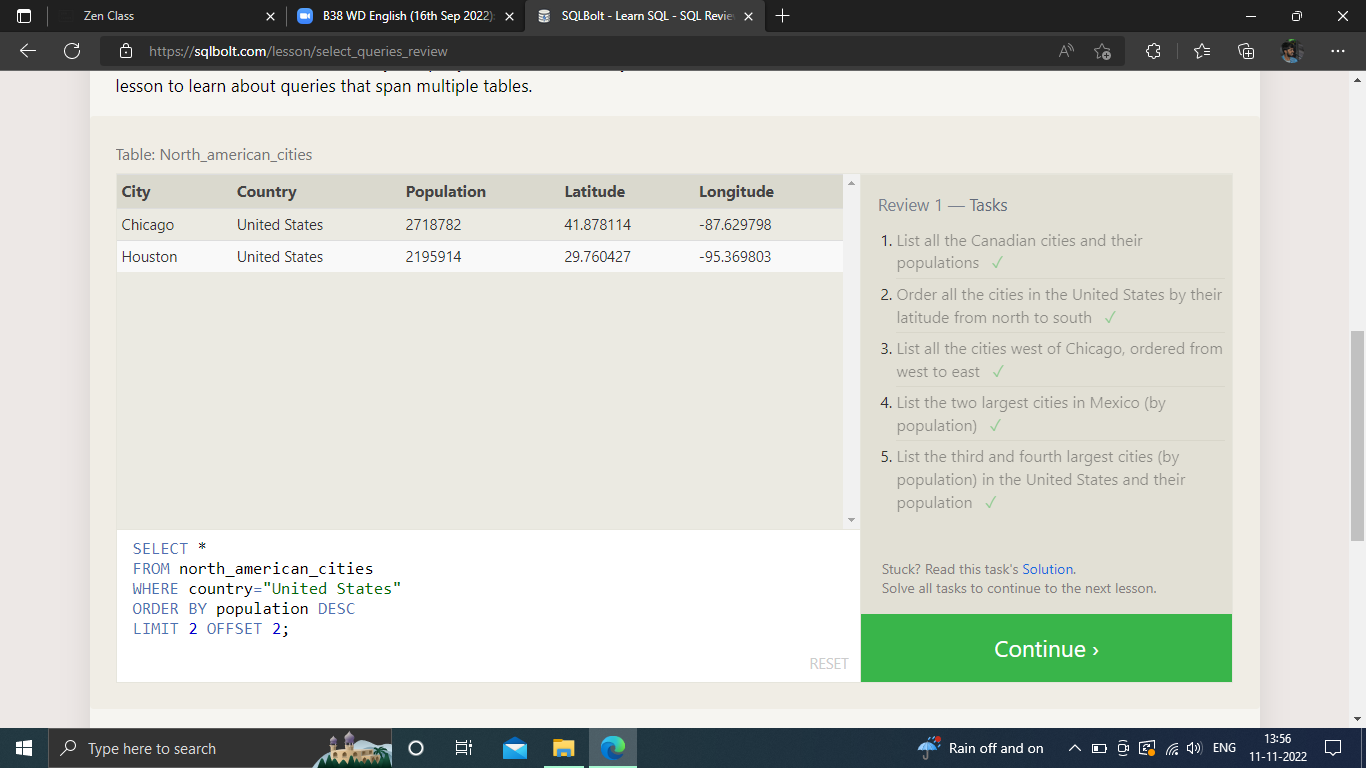 Zen Class
B38 WD English (16th Sep 2022):
SQLBolt - Learn SQL - SQL Revie
https://sqlbolt.com/lesson/select_queries_review
lesson to learn about queries that span multiple tables.
Table: North_american_cities
City Country Population Latitude Longitude
Chicago United States 2718782 41.878114 -87.629798
Houston United States 2195914 29.760427 -95.369803
Review 1 — Tasks
1. List all the Canadian cities and their
populations ✓
2. Order all the cities in the United States by their
latitude from north to south ✓
3. List all the cities west of Chicago, ordered from
west to east ✓
4. List the two largest cities in Mexico (by
population) ✓
5. List the third and fourth largest cities (by
population) in the United States and their
population ✓
SELECT *
FROM north_american_cities
WHERE country="United States"
ORDER BY population DESC
LIMIT 2 OFFSET 2;
RESET
Stuck? Read this task's Solution.
Solve all tasks to continue to the next lesson.
Continue ›
Type here to search
Rain off and on
ENG
13:56
11-11-2022